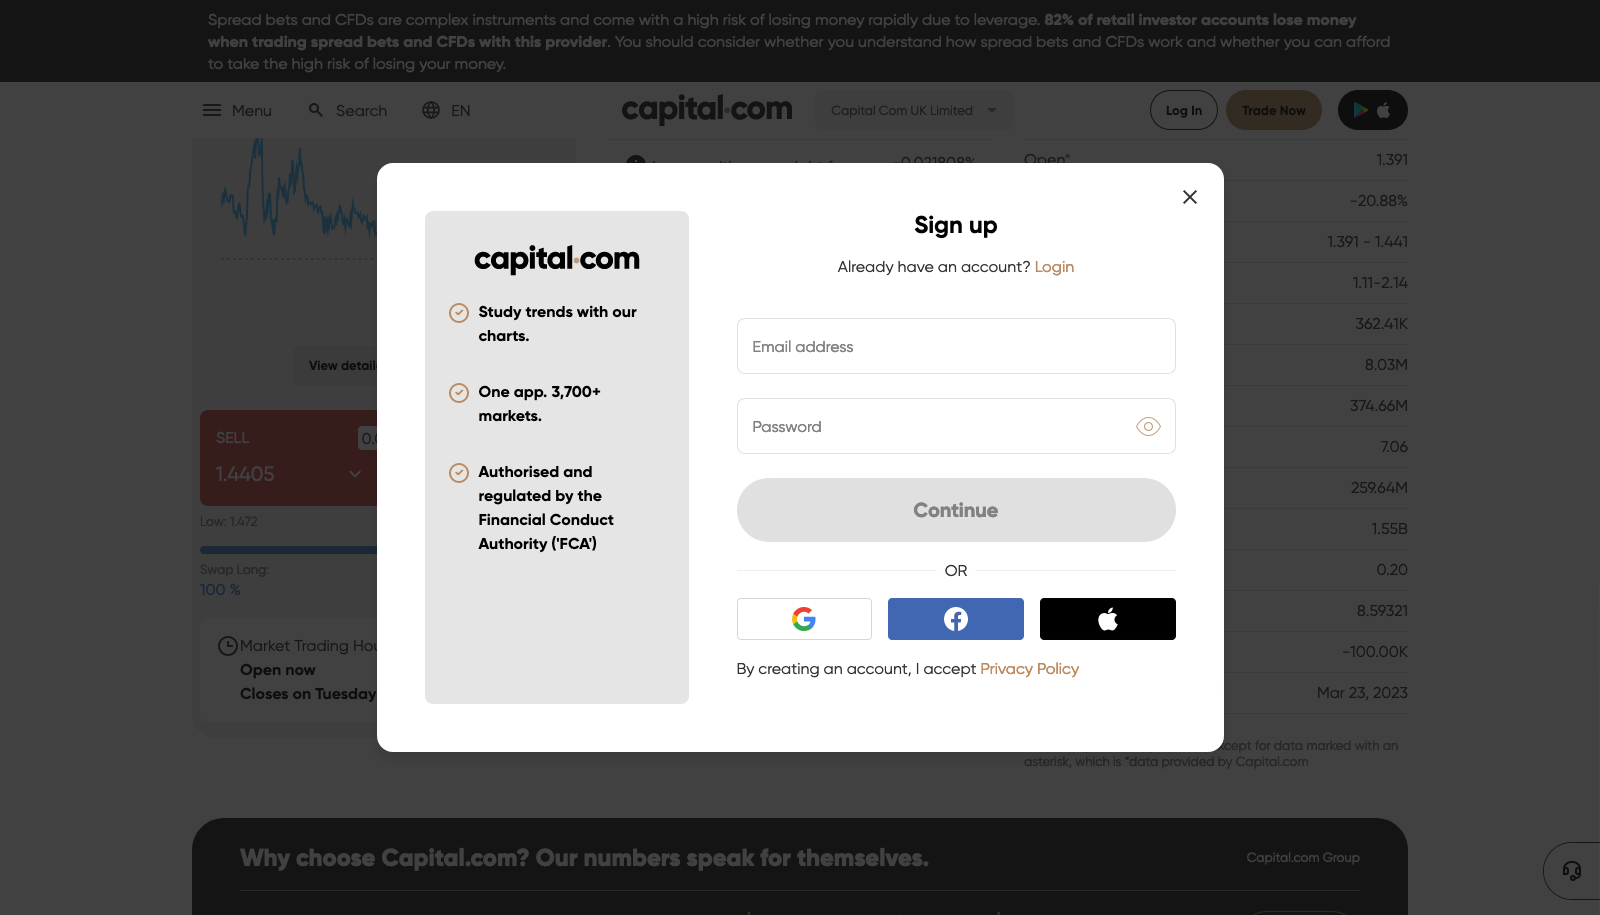 Spread bets and CFDs are complex instruments and come with a high risk of losing money rapidly due to leverage. 82% of retail investor accounts lose money
when trading spread bets and CFDs with this provider. You should consider whether you understand how spread bets and CFDs work and whether you can afford
to take the high risk of losing your money.
Menu Search EN capital.com Capital Com UK Limited Log In Trade Now
Open* 1.391
-20.88%
1.391 - 1.441
1.11-2.14
362.41K
8.03M
374.66M
7.06
259.64M
1.55B
0.20
8.59321
-100.00K
Mar 23, 2023
cept for data marked with an
asterisk, which is *data provided by Capital.com
View detail
SELL
1.4405
Low: 1.472
Swap Long:
100 %
Market Trading Hou
Open now
Closes on Tuesday
capital.com
Study trends with our
charts.
One app. 3,700+
markets.
Authorised and
regulated by the
Financial Conduct
Authority ('FCA')
Sign up
Already have an account? Login
Email address
Password
Continue
OR
By creating an account, I accept Privacy Policy
Why choose Capital.com? Our numbers speak for themselves.
Capital.com Group